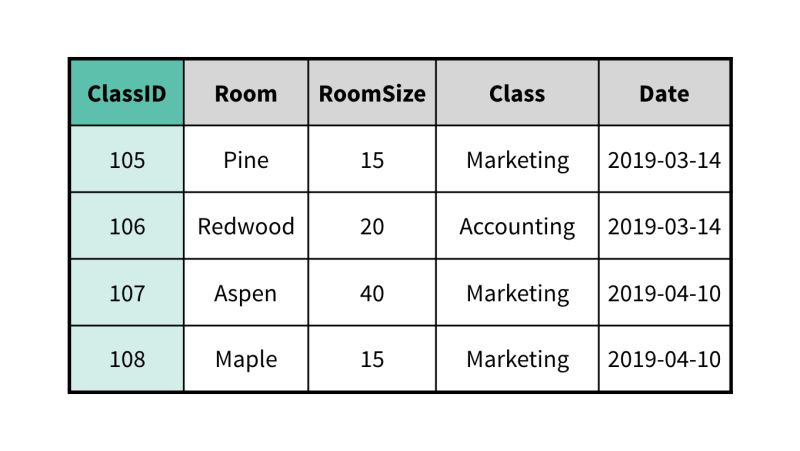 ClassID Room RoomSize Class Date
105 Pine 15 Marketing 2019-03-14
106 Redwood 20 Accounting 2019-03-14
107 Aspen 40 Marketing 2019-04-10
108 Maple 15 Marketing 2019-04-10